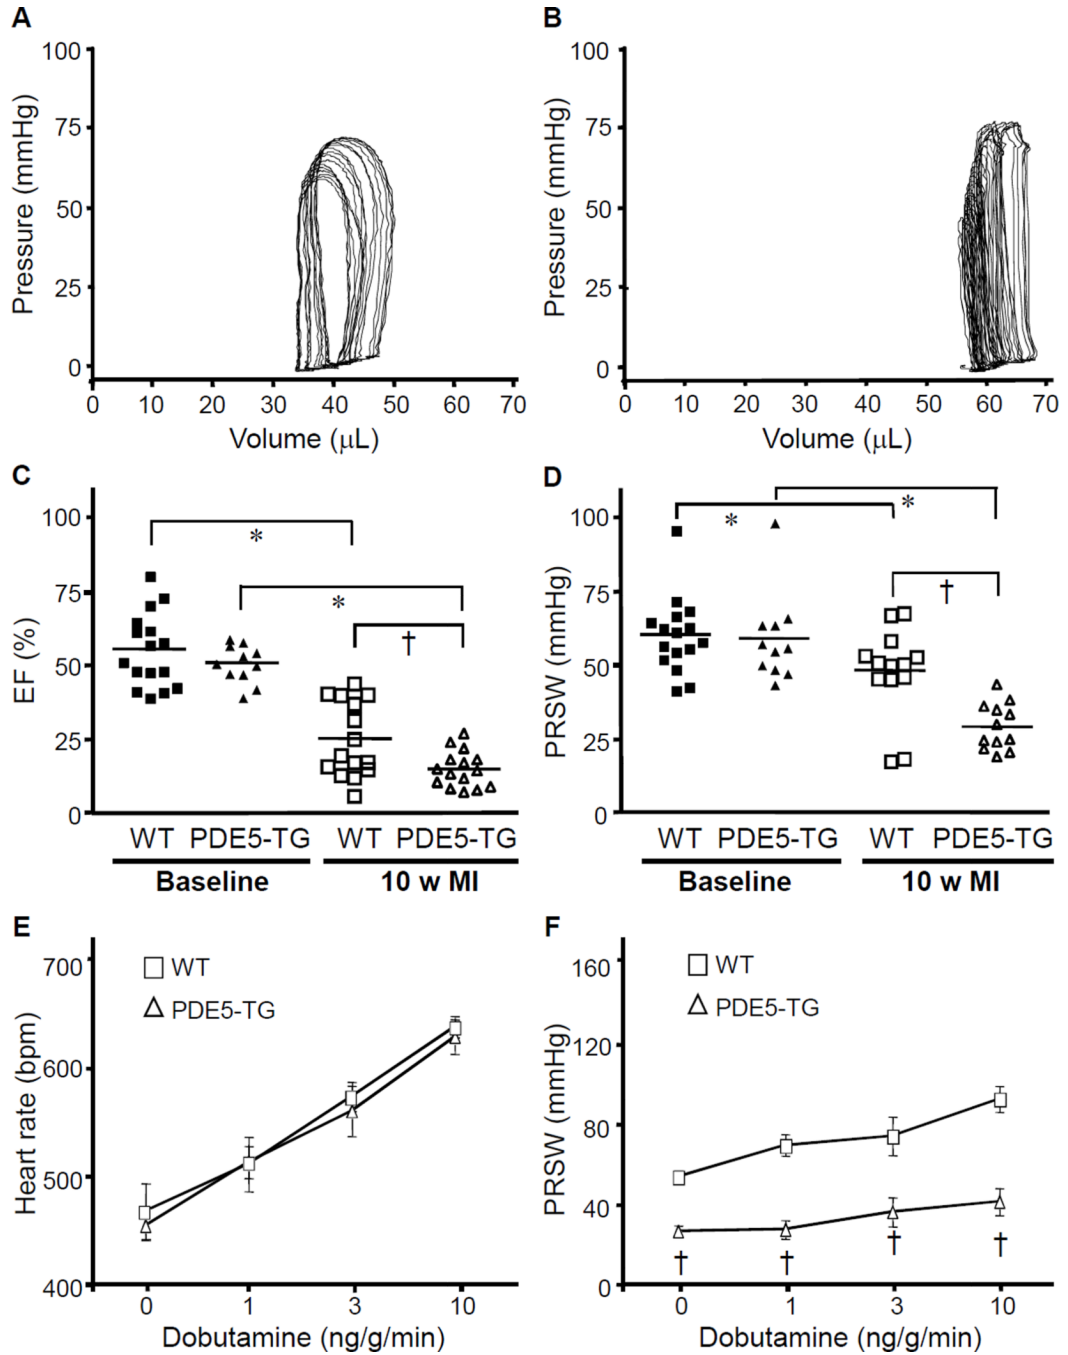 A
Pressure (mmHg)
100
75
50
25
0
0 10 20 30 40 50 60 70
Volume (μL)
B
Pressure (mmHg)
100
75
50
25
0
0 10 20 30 40 50 60 70
Volume (μL)
C
EF (%)
100
75
50
25
0
*
*
†
WT PDE5-TG WT PDE5-TG
Baseline 10 w MI
D
PRSW (mmHg)
100
75
50
25
0
*
*
†
WT PDE5-TG WT PDE5-TG
Baseline 10 w MI
E
Heart rate (bpm)
700
600
500
400
WT
PDE5-TG
0 1 3 10
Dobutamine (ng/g/min)
F
PRSW (mmHg)
160
120
80
40
0
WT
PDE5-TG
† † † †
0 1 3 10
Dobutamine (ng/g/min)